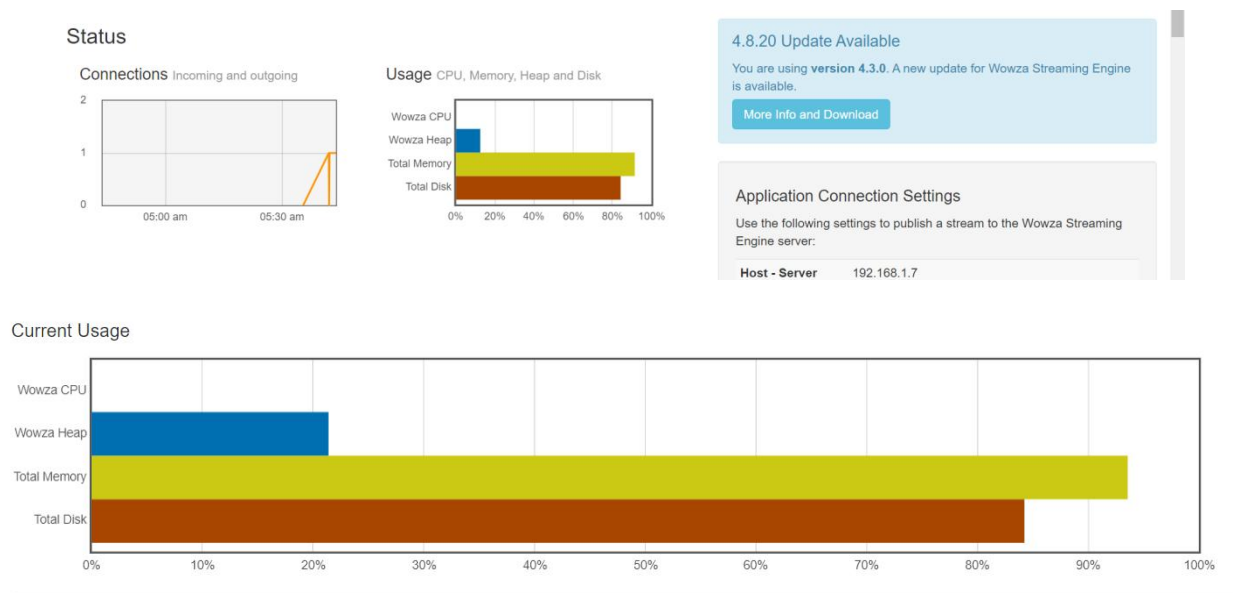 Status
Connections Incoming and outgoing
2
1
0
05:00 am
05:30 am
Usage CPU, Memory, Heap and Disk
Wowza CPU
Wowza Heap
Total Memory
Total Disk
0% 20% 40% 60% 80% 100%
4.8.20 Update Available
You are using version 4.3.0. A new update for Wowza Streaming Engine
is available.
More Info and Download
Application Connection Settings
Use the following settings to publish a stream to the Wowza Streaming
Engine server:
Host - Server 192.168.1.7
Current Usage
Wowza CPU
Wowza Heap
Total Memory
Total Disk
0% 10% 20% 30% 40% 50% 60% 70% 80% 90% 100%